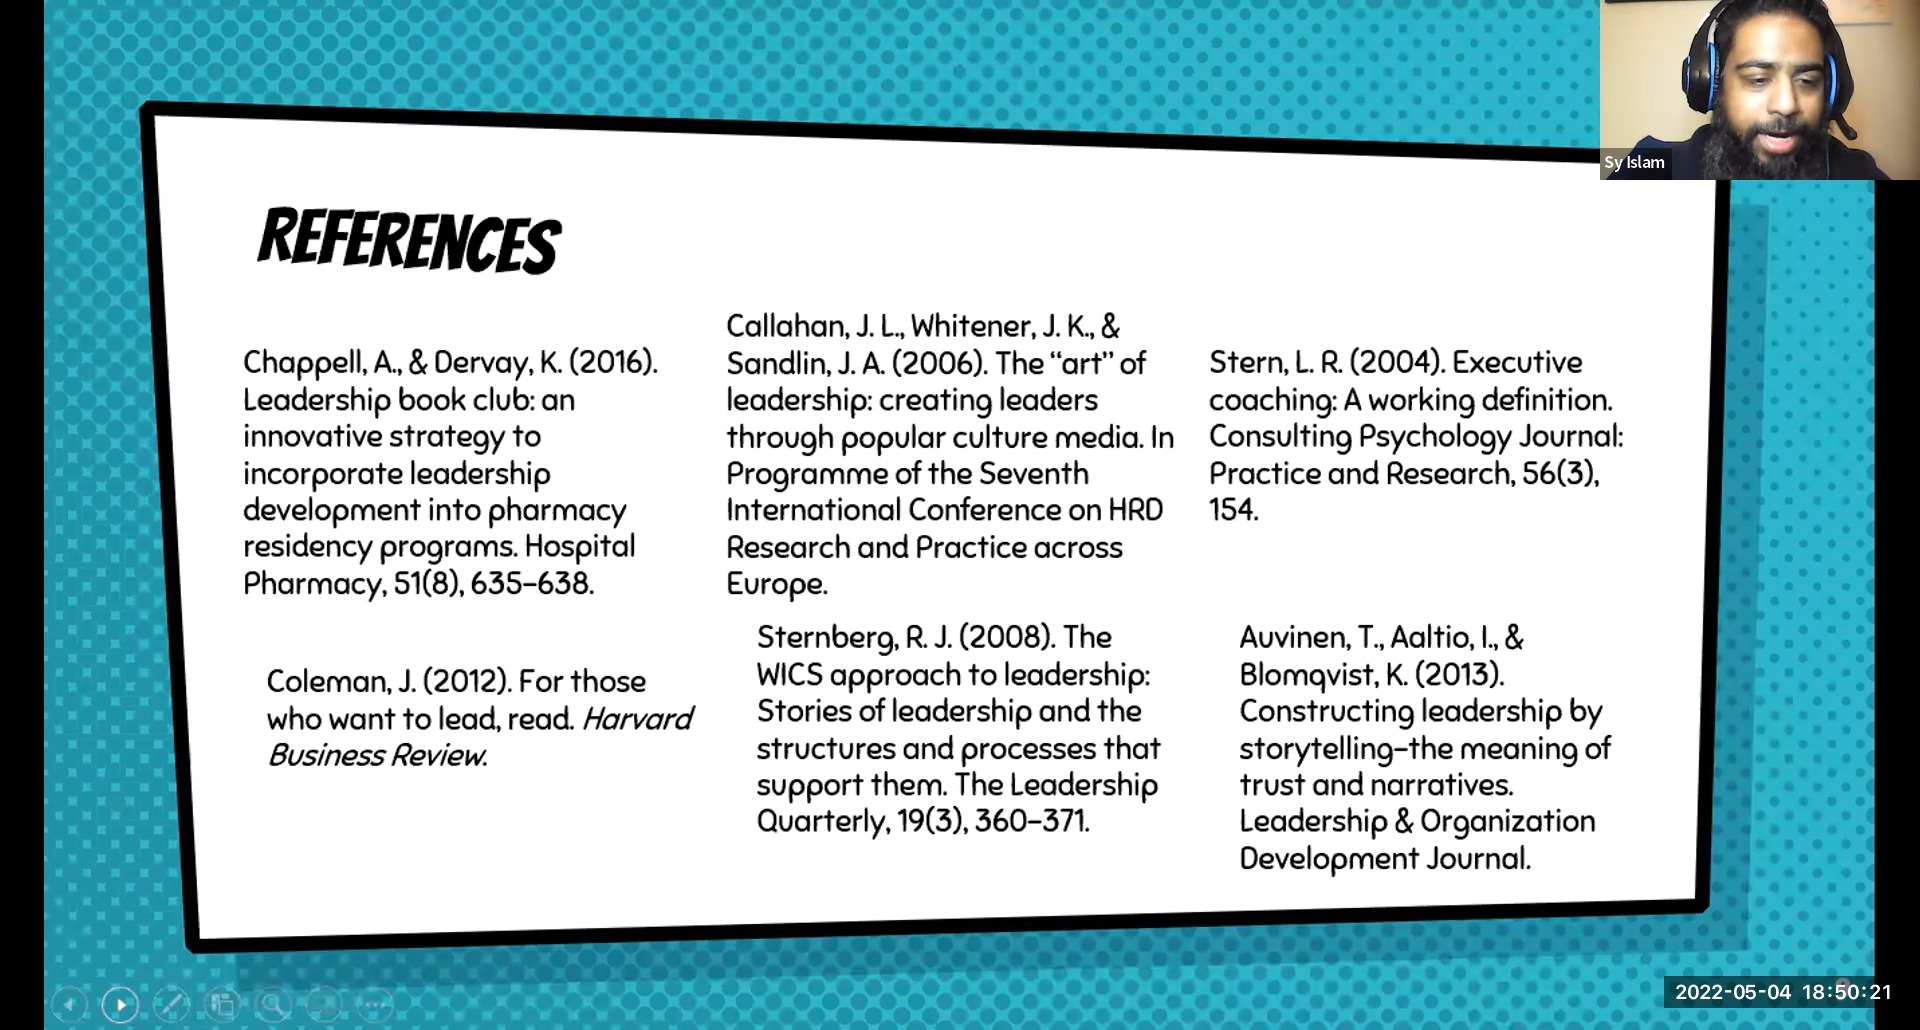 Sy Islam
REFERENCES
Chappell, A., & Dervay, K. (2016).
Leadership book club: an
innovative strategy to
incorporate leadership
development into pharmacy
residency programs. Hospital
Pharmacy, 51(8), 635–638.
Callahan, J. L., Whitener, J. K., &
Sandlin, J. A. (2006). The “art” of
leadership: creating leaders
through popular culture media. In
Programme of the Seventh
International Conference on HRD
Research and Practice across
Europe.
Stern, L. R. (2004). Executive
coaching: A working definition.
Consulting Psychology Journal:
Practice and Research, 56(3),
154.
Coleman, J. (2012). For those
who want to lead, read. Harvard
Business Review.
Sternberg, R. J. (2008). The
WICS approach to leadership:
Stories of leadership and the
structures and processes that
support them. The Leadership
Quarterly, 19(3), 360–371.
Auvinen, T., Aaltio, I., &
Blomqvist, K. (2013).
Constructing leadership by
storytelling–the meaning of
trust and narratives.
Leadership & Organization
Development Journal.
2022-05-04 18:50:21